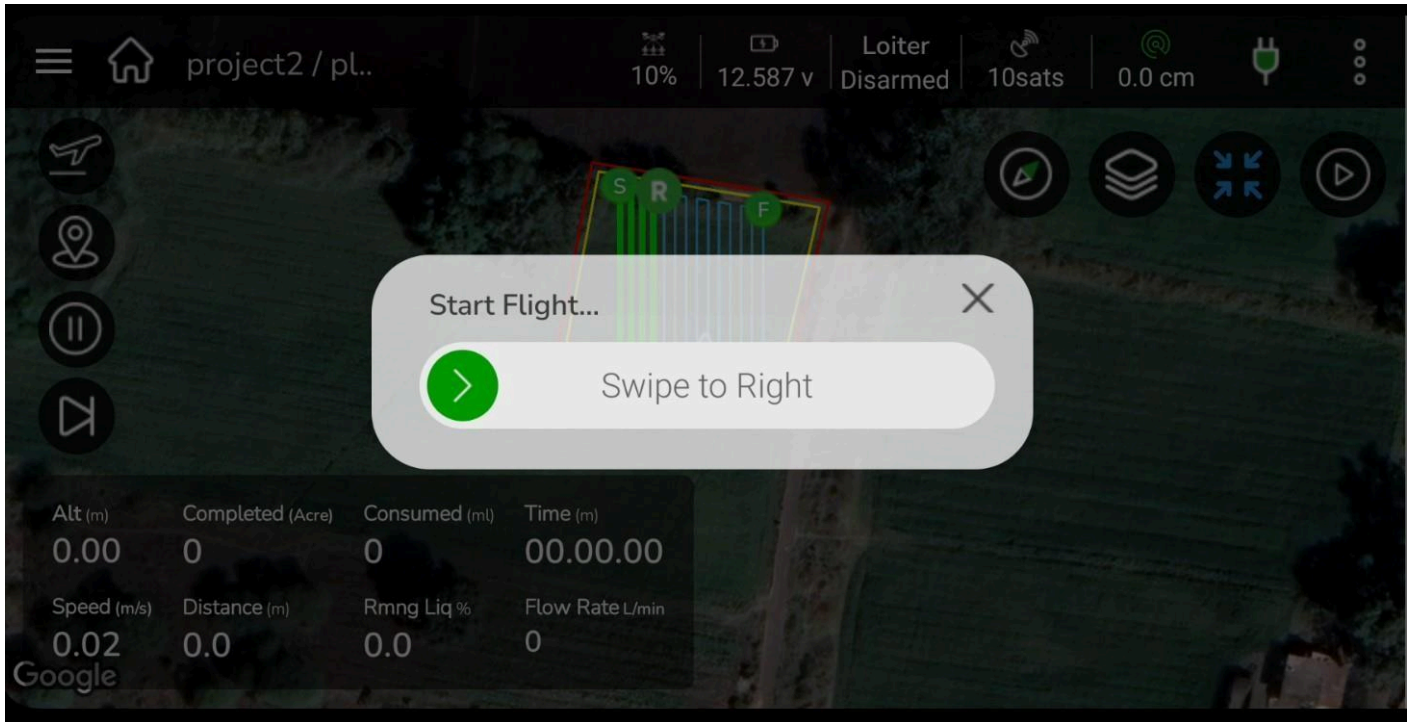 project2 / pl..
10%
12.587 v
Loiter
Disarmed
10sats
0.0 cm
S
R
F
Start Flight...
Swipe to Right
Alt (m)
Completed (Acre)
Consumed (ml)
Time (m)
0.00
0
0
00.00.00
Speed (m/s)
Distance (m)
Rmng Liq %
Flow Rate L/min
0.02
0.0
0.0
0
Google